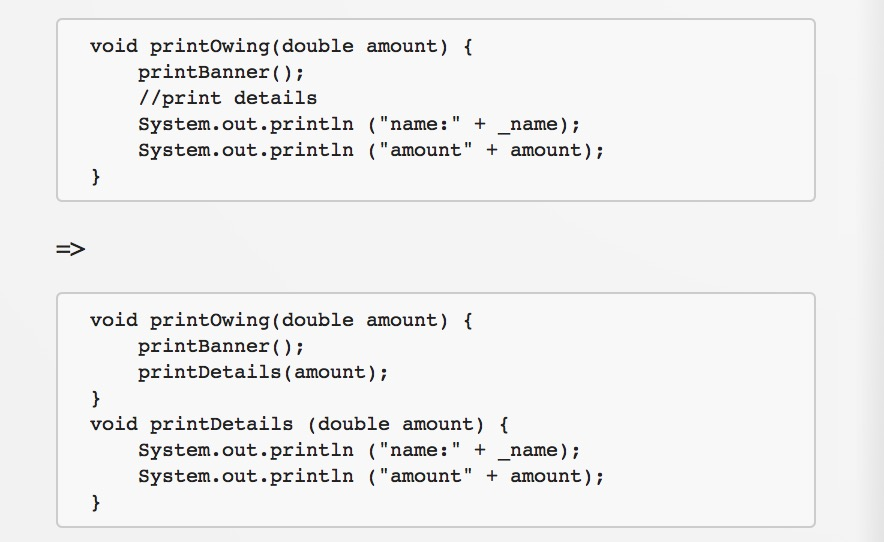 void printOwing(double amount) {
    printBanner();
    //print details
    System.out.println ("name:" + _name);
    System.out.println ("amount" + amount);
}
=>
void printOwing(double amount) {
    printBanner();
    printDetails(amount);
}
void printDetails (double amount) {
    System.out.println ("name:" + _name);
    System.out.println ("amount" + amount);
}